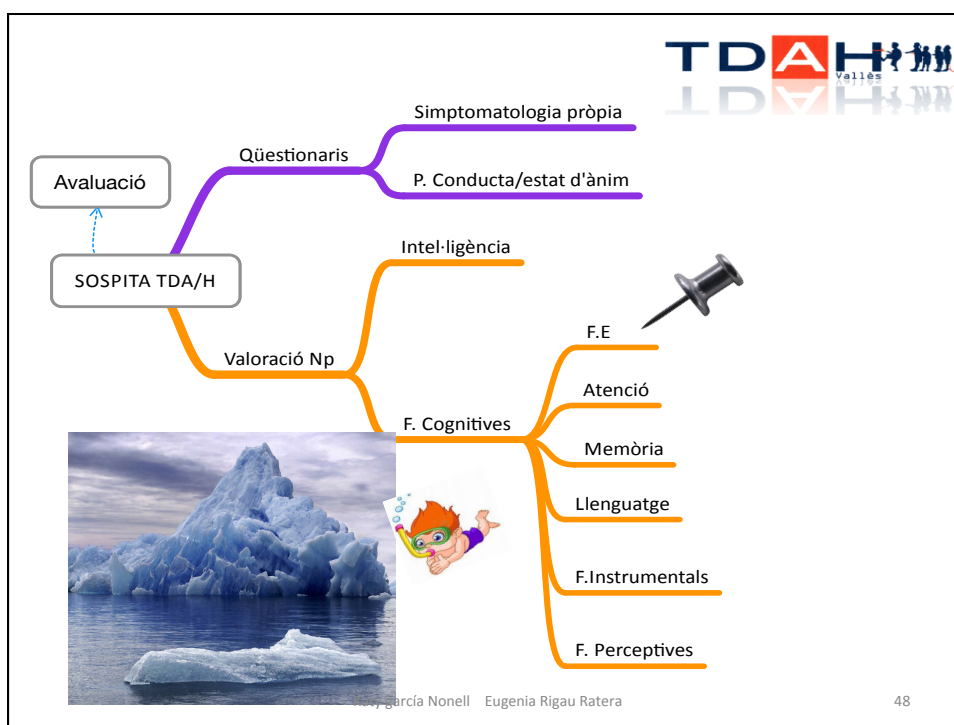 TDAH
Vallès
Simptomatologia pròpia
Qüestionaris
P. Conducta/estat d'ànim
Avaluació
SOSPITA TDA/H
Intel·ligència
Valoració Np
F. Cognitives
F.E
Atenció
Memòria
Llenguatge
F.Instrumentals
F. Perceptives
garcía Nonell Eugenia Rigau Ratera
48